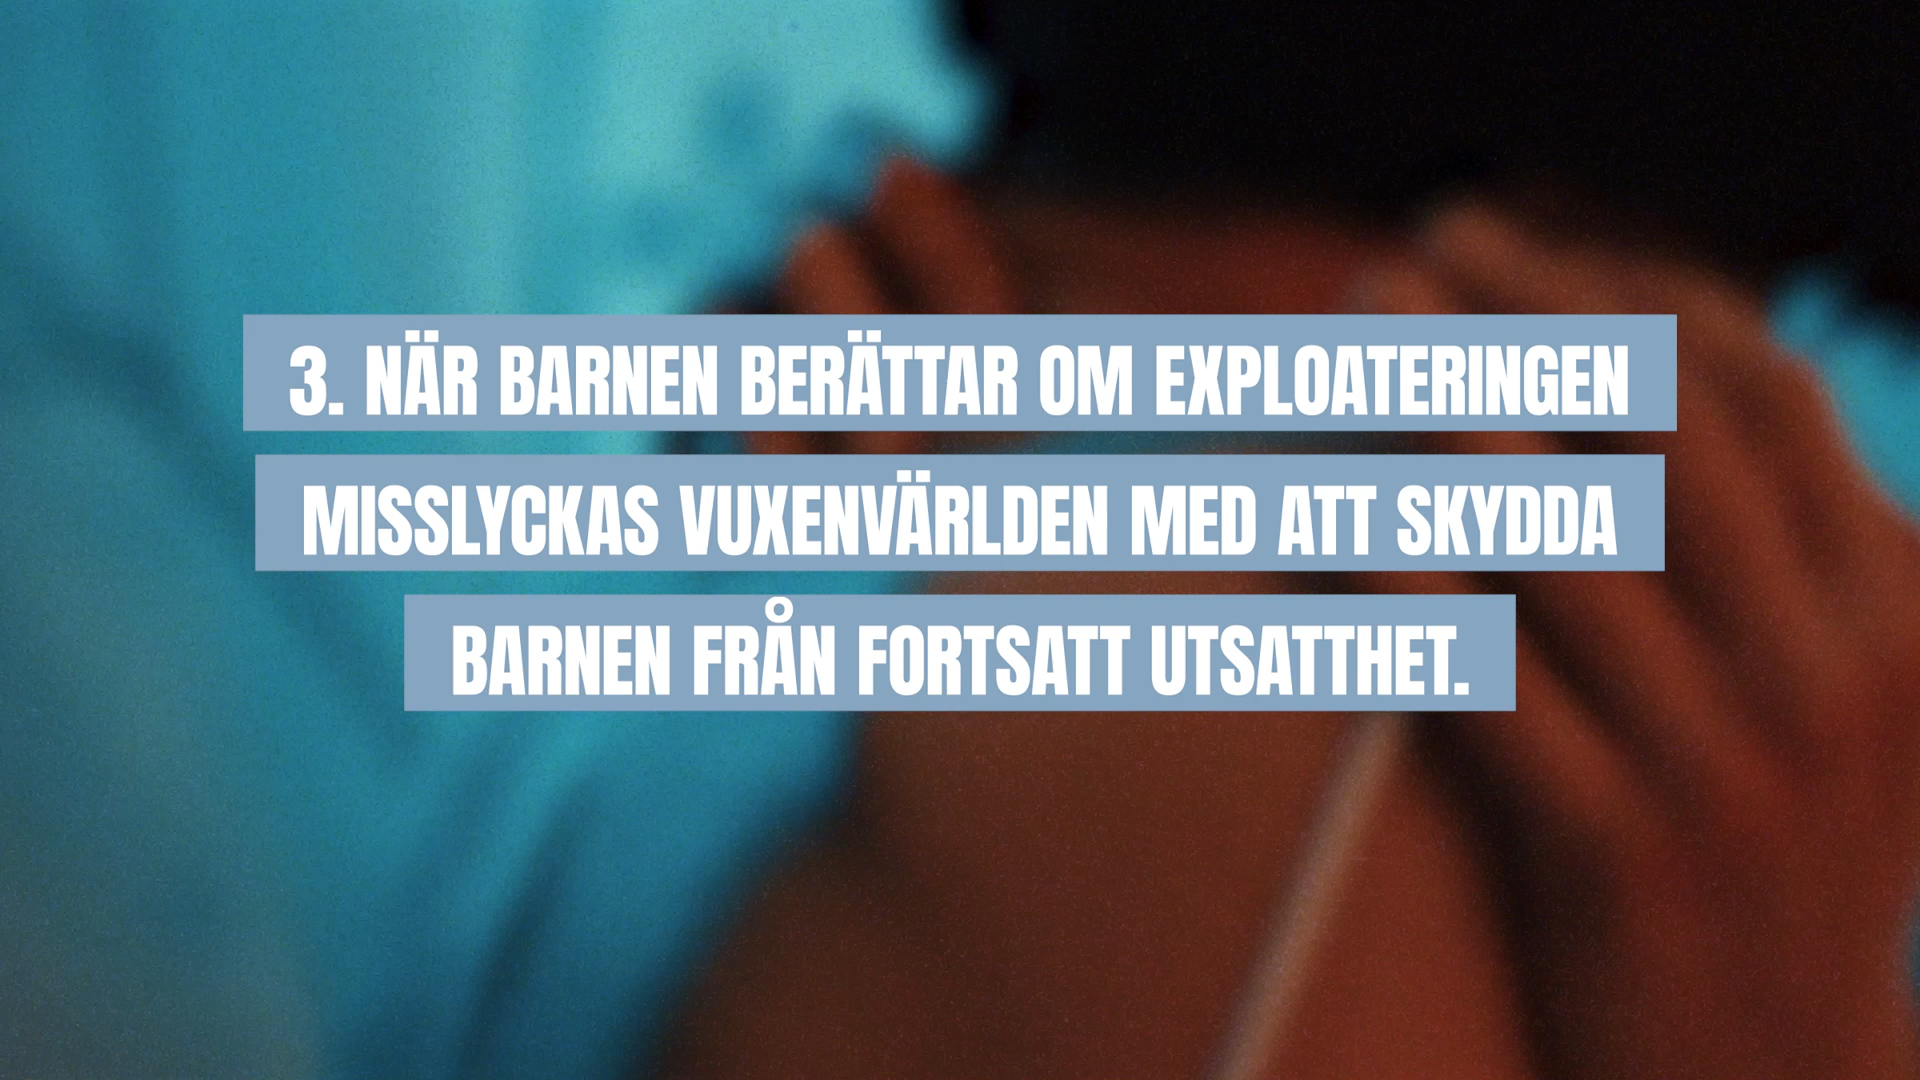 3. NÄR BARNEN BERÄTTAR OM EXPLOATERINGEN
MISSLYCKAS VUXENVÄRLDEN MED ATT SKYDDA
BARNEN FRÅN FORTSATT UTSATTHET.